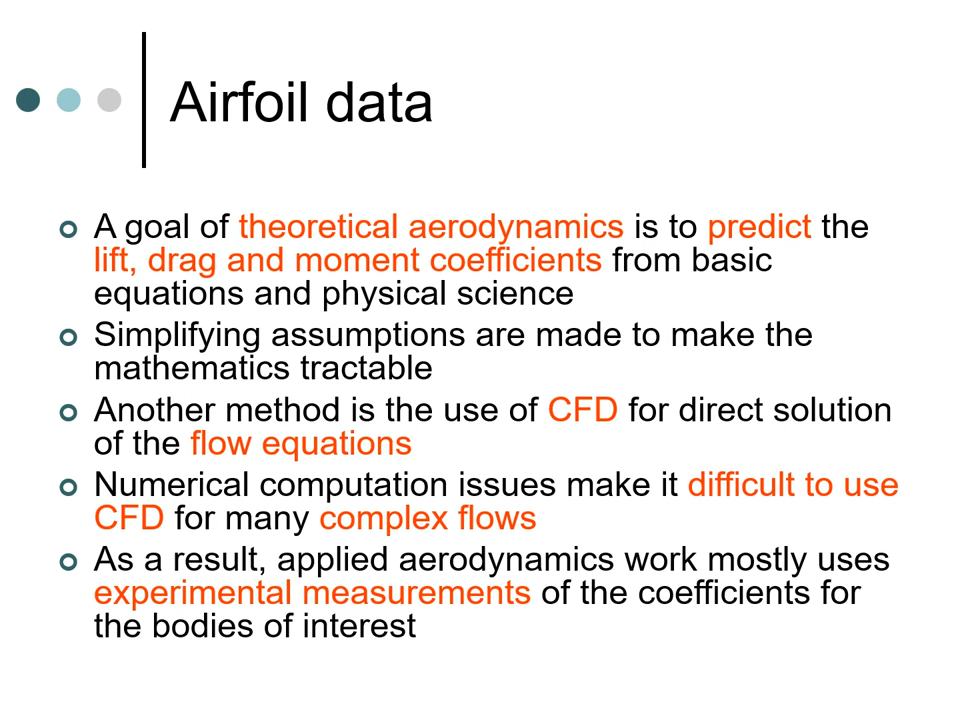 Airfoil data
A goal of theoretical aerodynamics is to predict the
lift, drag and moment coefficients from basic
equations and physical science
Simplifying assumptions are made to make the
mathematics tractable
Another method is the use of CFD for direct solution
of the flow equations
Numerical computation issues make it difficult to use
CFD for many complex flows
As a result, applied aerodynamics work mostly uses
experimental measurements of the coefficients for
the bodies of interest